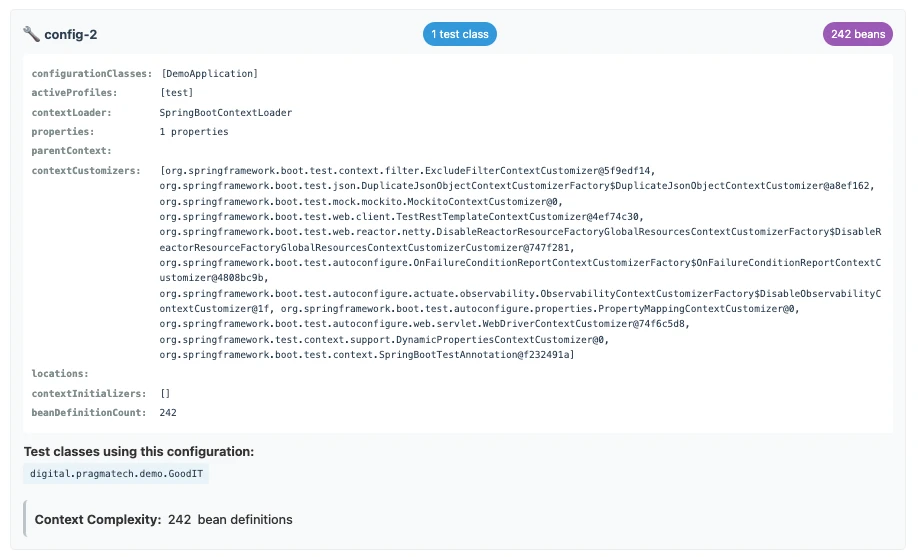 config-2
1 test class
242 beans
configurationClasses: [DemoApplication]
activeProfiles: [test]
contextLoader: SpringBootContextLoader
properties: 1 properties
parentContext:
contextCustomizers: [org.springframework.boot.test.context.filter.ExcludeFilterContextCustomizer@5f9edf14,
org.springframework.boot.test.json.DuplicateJsonObjectContextCustomizerFactory$DuplicateJsonObjectContextCustomizer@a8ef162,
org.springframework.boot.test.mock.mockito.MockitoContextCustomizer@0,
org.springframework.boot.test.web.client.TestRestTemplateContextCustomizer@4ef74c30,
org.springframework.boot.test.web.reactor.netty.DisableReactorResourceFactoryGlobalResourcesContextCustomizerFactory$DisableR
eactorResourceFactoryGlobalResourcesContextCustomizerCustomizer@747f281,
org.springframework.boot.test.autoconfigure.OnFailureConditionReportContextCustomizerFactory$OnFailureConditionReportContextC
ustomizer@4808bc9b,
org.springframework.boot.test.autoconfigure.actuate.observability.ObservabilityContextCustomizerFactory$DisableObservabilityC
ontextCustomizer@1f, org.springframework.boot.test.autoconfigure.properties.PropertyMappingContextCustomizer@0,
org.springframework.boot.test.autoconfigure.web.servlet.WebDriverContextCustomizer@74f6c5d8,
org.springframework.test.context.support.DynamicPropertiesContextCustomizer@0,
org.springframework.boot.test.context.SpringBootTestAnnotation@f232491a]
locations:
contextInitializers: []
beanDefinitionCount: 242
Test classes using this configuration:
digital.pragmatech.demo.GoodIT
Context Complexity: 242 bean definitions